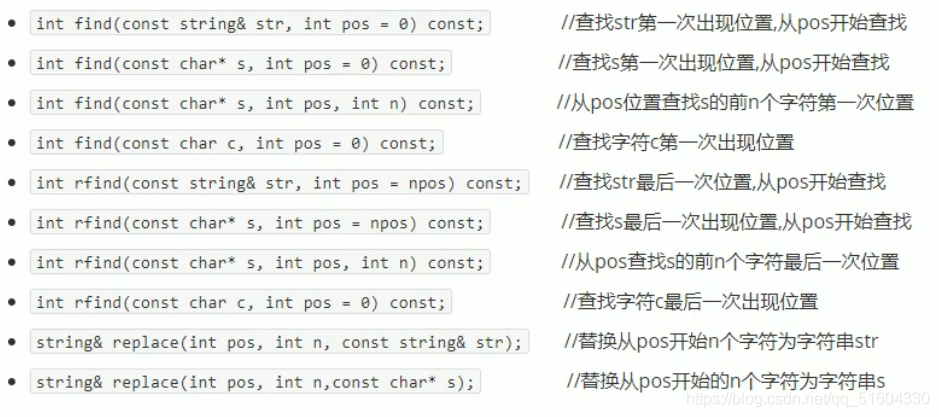 int find(const string& str, int pos = 0) const; //查找str第一次出现位置,从pos开始查找
int find(const char* s, int pos = 0) const; //查找s第一次出现位置,从pos开始查找
int find(const char* s, int pos, int n) const; //从pos位置查找s的前n个字符第一次位置
int find(const char c, int pos = 0) const; //查找字符c第一次出现位置
int rfind(const string& str, int pos = npos) const; //查找str最后一次位置,从pos开始查找
int rfind(const char* s, int pos = npos) const; //查找s最后一次出现位置,从pos开始查找
int rfind(const char* s, int pos, int n) const; //从pos查找s的前n个字符最后一次位置
int rfind(const char c, int pos = 0) const; //查找字符c最后一次出现位置
string& replace(int pos, int n, const string& str); //替换从pos开始n个字符为字符串str
string& replace(int pos, int n,const char* s); //替换从pos开始的n个字符为字符串s
https://blog.csdn.net/qq_51604330